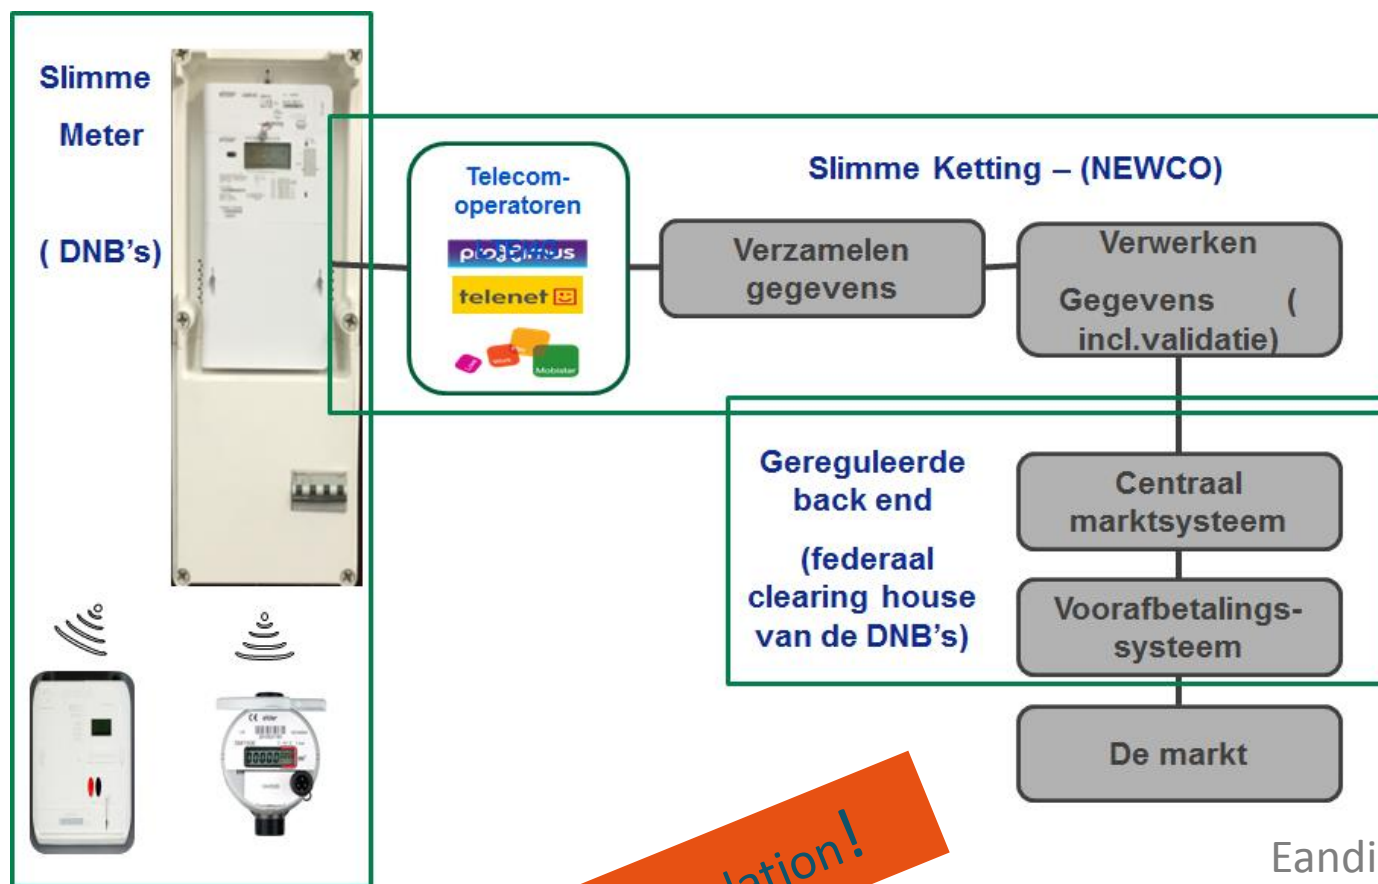 Slimme
Meter
( DNB's)
Telecom-
operatoren
telenet
Mobistar
Slimme Ketting – (NEWCO)
Verzamelen
gegevens
Verwerken
Gegevens (
incl.validatie)
Gereguleerde
back end
(federaal
clearing house
van de DNB's)
Centraal
marktsysteem
Voorafbetalings-
systeem
De markt
Eandi